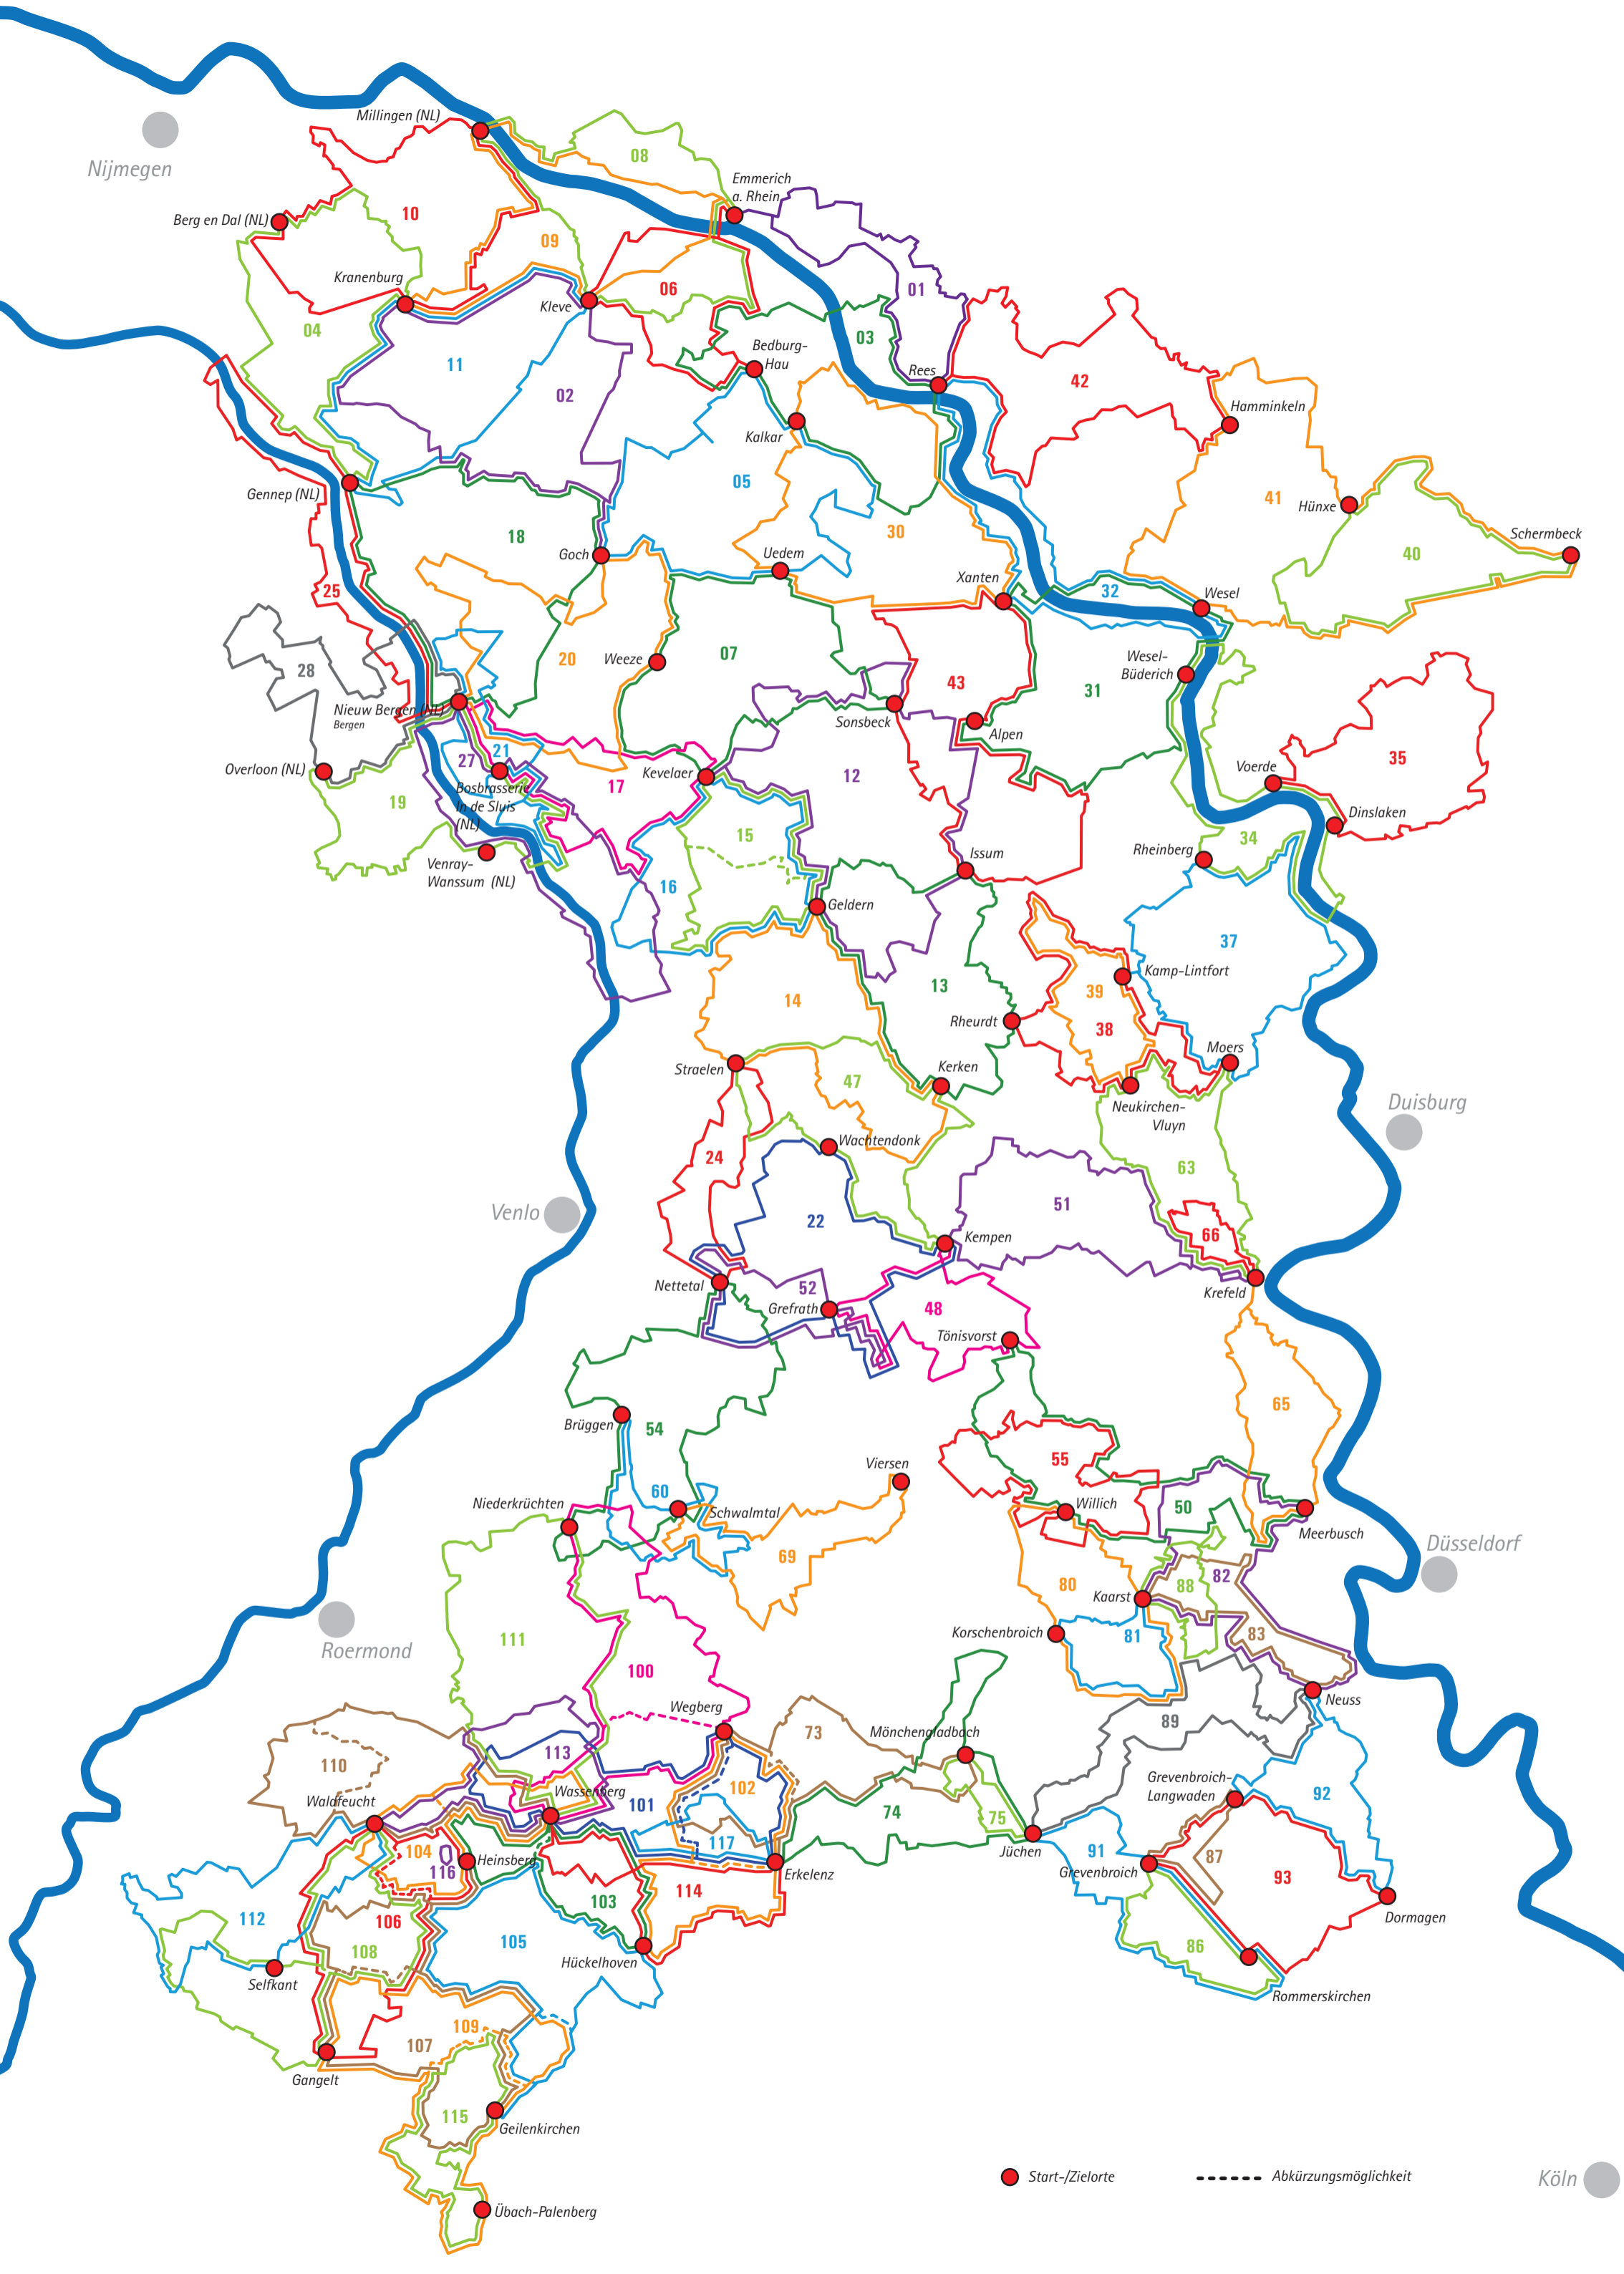 Millingen (NL)
Nijmegen
08
Emmerich
a. Rhein
Berg en Dal (NL)
10
09
Kranenburg
Kleve
06
01
04
03
11
02
Bedburg-
Hau
Rees
42
Hamminkeln
Kalkar
05
Gennep (NL)
41
Hünxe
18
30
Goch
Uedem
40
Schermbeck
25
Xanten
32
Wesel
28
20
Weeze
07
43
31
Wesel-
Büderich
Nieuw Bergen (NL)
Bergen
Sonsbeck
Alpen
27
21
Overloon (NL)
Bosbrasserie
In de Sluis
(NL)
17
Kevelaer
12
Voerde
35
19
Dinslaken
15
34
Venray-
Wanssum (NL)
Issum
Rheinberg
16
Geldern
37
Kamp-Lintfort
14
13
39
Rheurdt
38
Straelen
47
Kerken
Moers
Neukirchen-
Vluyn
Duisburg
Wachtendonk
24
63
Venlo
22
51
66
Kempen
Nettetal
52
Grefrath
48
Krefeld
Tönisvorst
Brüggen
54
65
Viersen
55
Niederkrüchten
60
Schwalmtal
Willich
50
Meerbusch
69
Düsseldorf
80
88
82
Kaarst
Roermond
111
Korschenbroich
81
83
100
Neuss
Wegberg
73
Mönchengladbach
89
110
113
Grevenbroich-
Langwaden
Waldfeucht
Wassenberg
101
102
92
74
75
104
116
Heinsberg
117
Erkelenz
Jüchen
91
Grevenbroich
87
93
112
106
103
114
Dormagen
108
105
86
Selfkant
Hückelhoven
Rommerskirchen
109
107
Gangelt
115
Geilenkirchen
Start-/Zielorte
Abkürzungsmöglichkeit
Köln
Übach-Palenberg